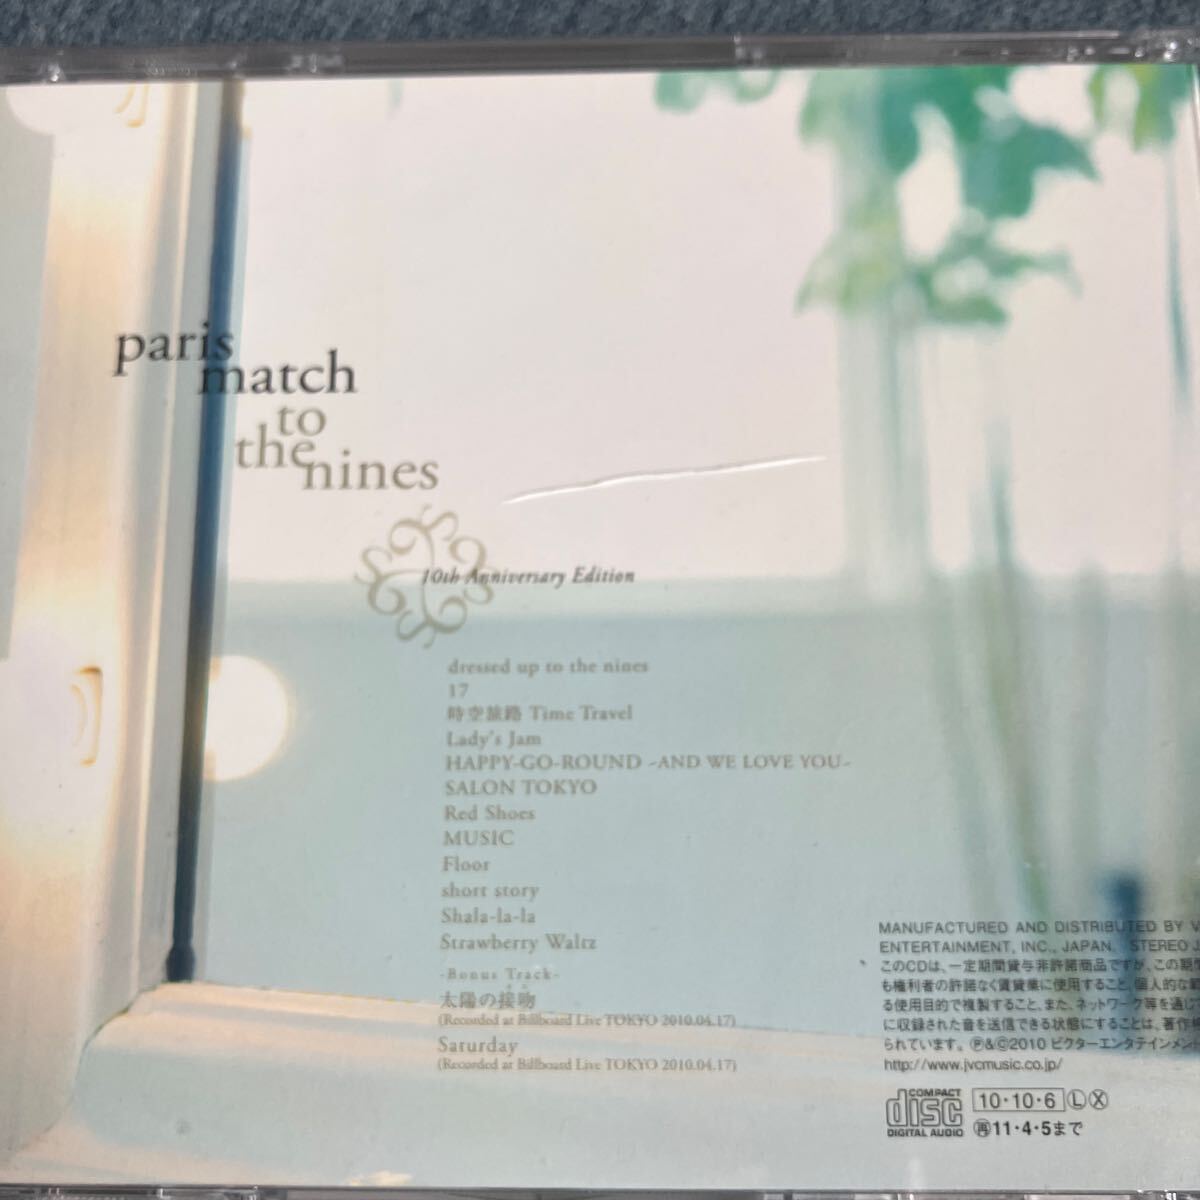 paris
match
to
the
nines
10th Anniversary Edition
dressed up to the nines
17
時空旅路 Time Travel
Lady's Jam
HAPPY-GO-ROUND -AND WE LOVE YOU-
SALON TOKYO
Red Shoes
MUSIC
Floor
short story
Shala-la-la
Strawberry Waltz
-Bonus Track-
太陽の接吻
(Recorded at Billboard Live TOKYO 2010.04.17)
Saturday
(Recorded at Billboard Live TOKYO 2010.04.17)
MANUFACTURED AND DISTRIBUTED BY V
ENTERTAINMENT, INC., JAPAN. STEREO
このCDは、一定期間貸与非許諾商品ですが、この期
も権利者の許諾なく賃貸業に使用すること、個人的な
る使用目的で複製すること、また、ネットワーク等を通じ
に収録された音を送信できる状態にすることは、著作
られています。Ⓟ&©2010 ビクターエンタテインメント
http://www.jvcmusic.co.jp/
COMPACT
disc
DIGITAL AUDIO
10・10・6 Ⓛ Ⓧ
㊢11・4・5まで